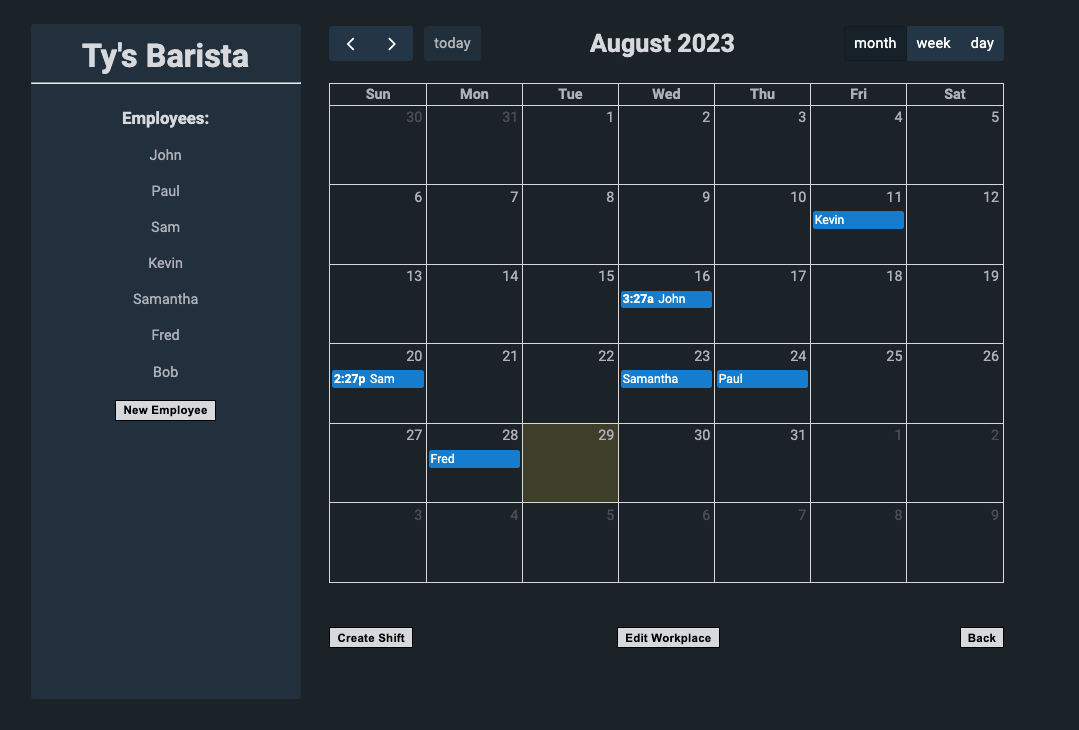 Ty's Barista
Employees:
John
Paul
Sam
Kevin
Samantha
Fred
Bob
New Employee
today
August 2023
month week day
Sun Mon Tue Wed Thu Fri Sat
30 31 1 2 3 4 5
6 7 8 9 10 11 12
Kevin
13 14 15 16 17 18 19
3:27a John
20 21 22 23 24 25 26
2:27p Sam Samantha Paul
27 28 29 30 31 1 2
Fred
3 4 5 6 7 8 9
Create Shift Edit Workplace Back